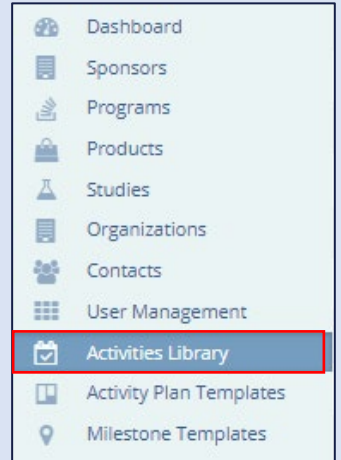 Dashboard
Sponsors
Programs
Products
Studies
Organizations
Contacts
User Management
Activities Library
Activity Plan Templates
Milestone Templates